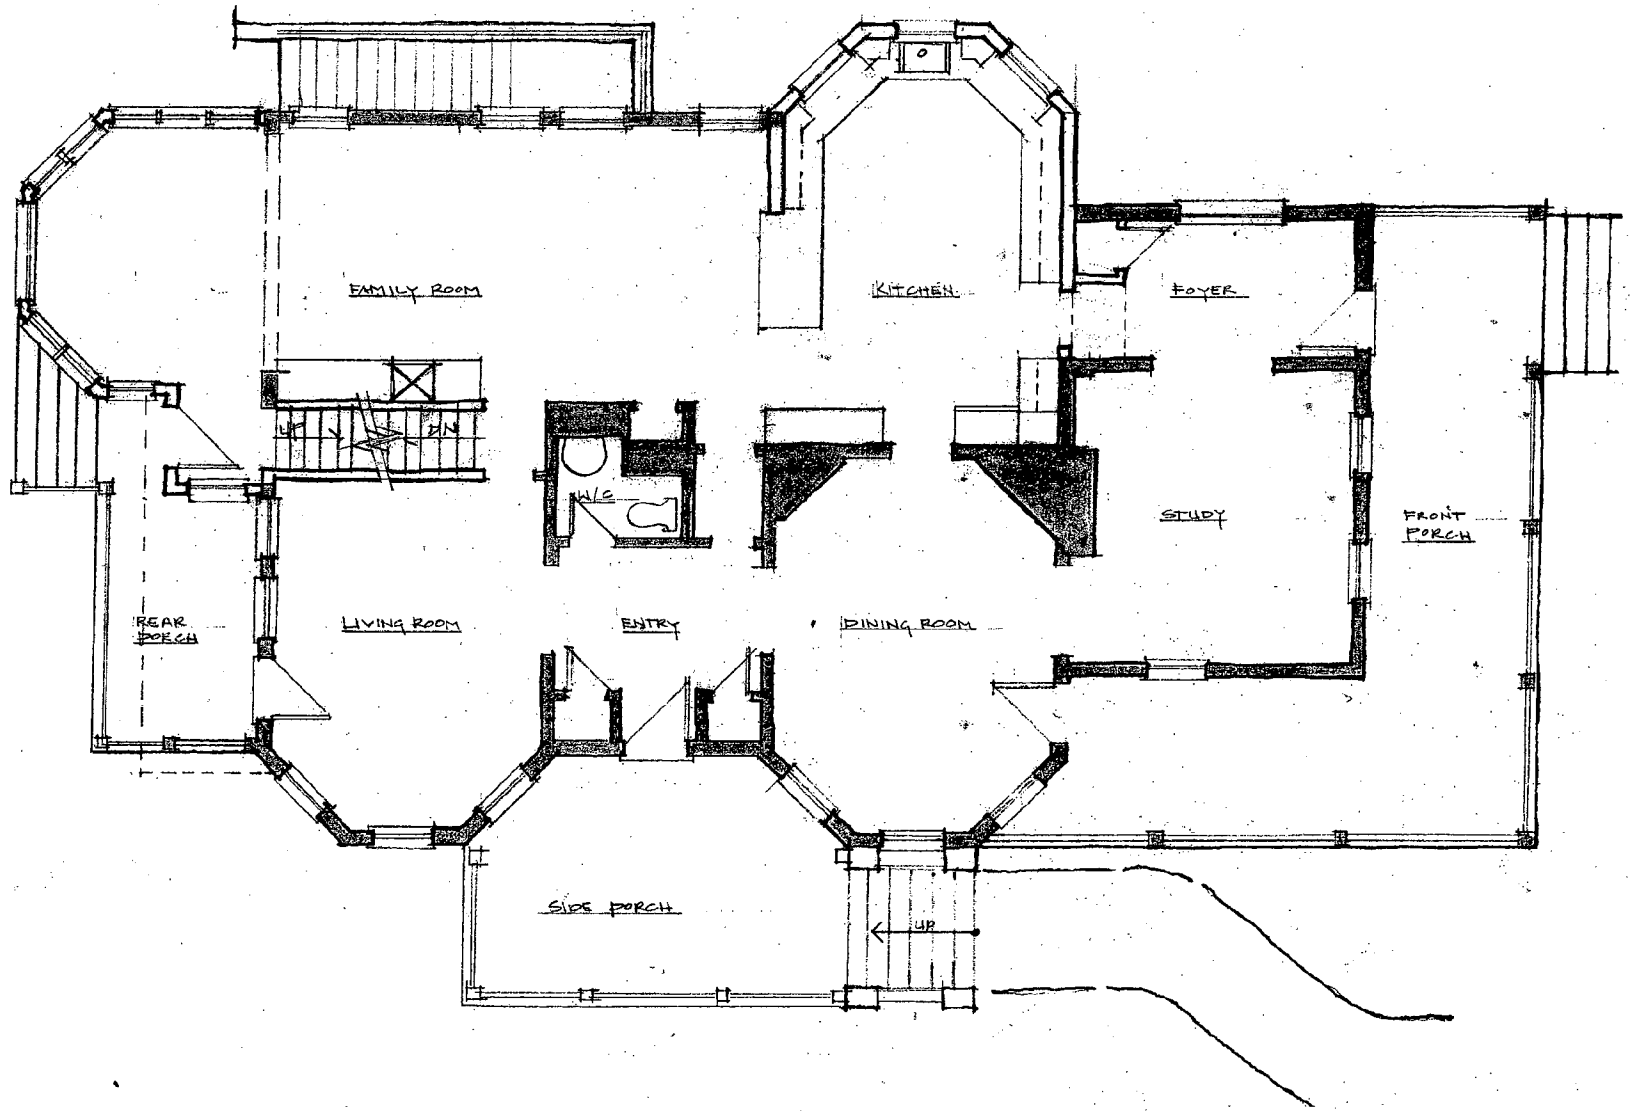 FAMILY ROOM
KITCHEN
FOYER
UP
DN
W/C
STUDY
FRONT
PORCH
REAR
PORCH
LIVING ROOM
ENTRY
DINING ROOM
SIDE PORCH
UP